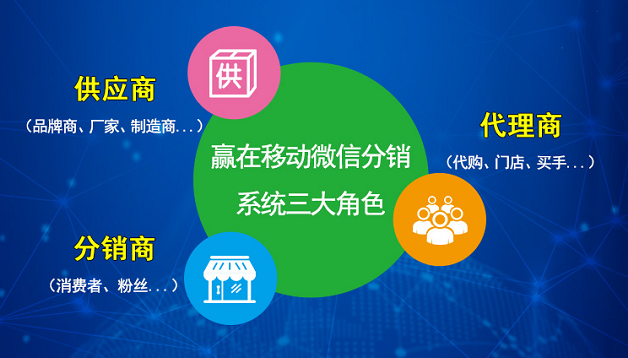 供应商
（品牌商、厂家、制造商...）
供
代理商
（代购、门店、买手...）
赢在移动微信分销
系统三大角色
分销商
（消费者、粉丝...）